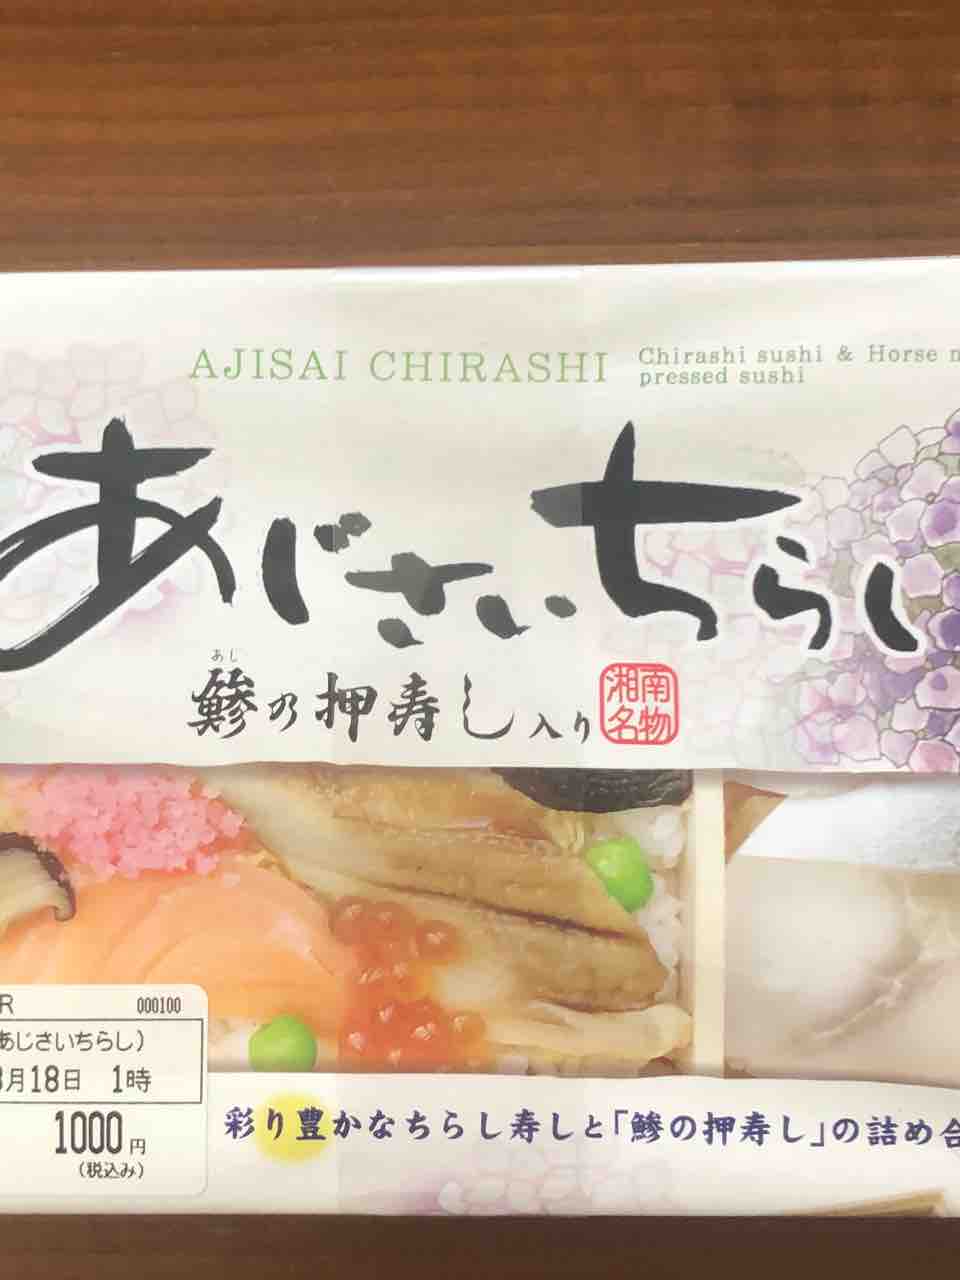 AJISAI CHIRASHI
Chirashi sushi & Horse
pressed sushi
あじさいちらし
あじ
鯵の押寿し入り
湘南
名物
R 000100
あじさいちらし)
月18日 1時
1000円
(税込み)
彩り豊かなちらし寿しと「鯵の押寿し」の詰め合